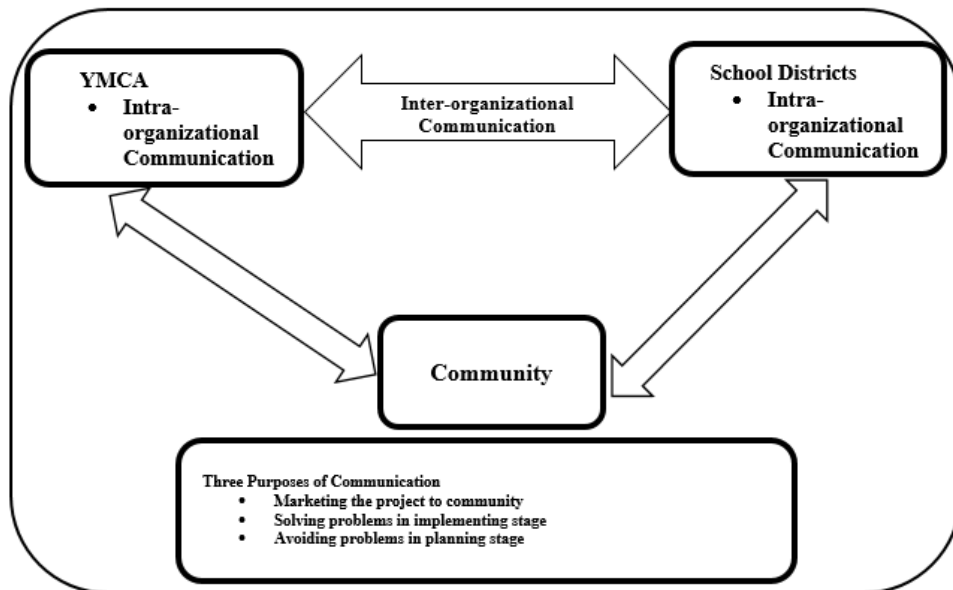 YMCA
• Intra-
organizational
Communication
Inter-organizational
Communication
School Districts
• Intra-
organizational
Communication
Community
Three Purposes of Communication
• Marketing the project to community
• Solving problems in implementing stage
• Avoiding problems in planning stage